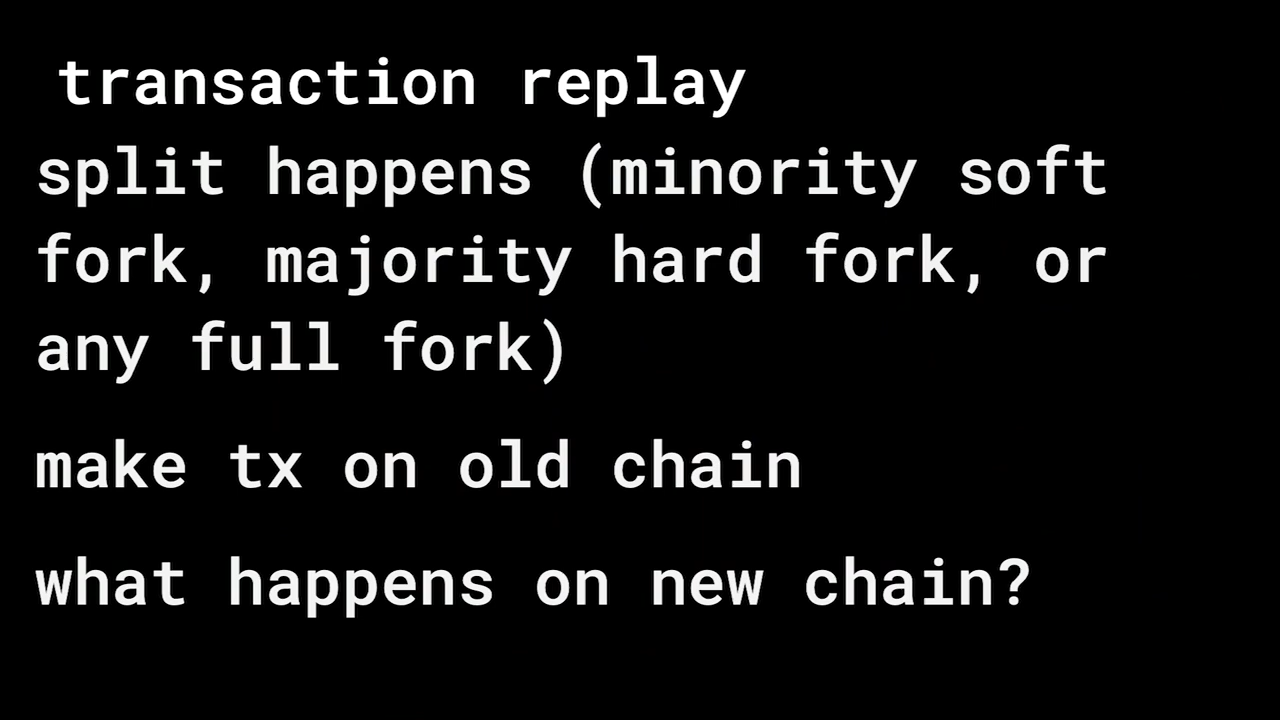 transaction replay
split happens (minority soft
fork, majority hard fork, or
any full fork)
make tx on old chain
what happens on new chain?